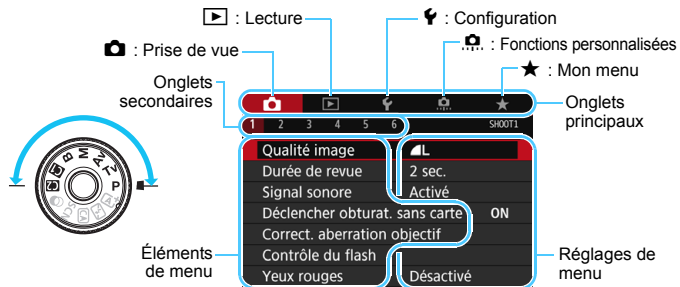 : Lecture
: Configuration
: Prise de vue
: Fonctions personnalisées
: Mon menu
Onglets
secondaires
Onglets
principaux
1 2 3 4 5 6 SHOOT1
Qualité image L
Durée de revue 2 sec.
Signal sonore Activé
Déclencher obturat. sans carte ON
Correct. aberration objectif
Contrôle du flash
Yeux rouges Désactivé
Éléments
de menu
Réglages de
menu
B M Av Tv P